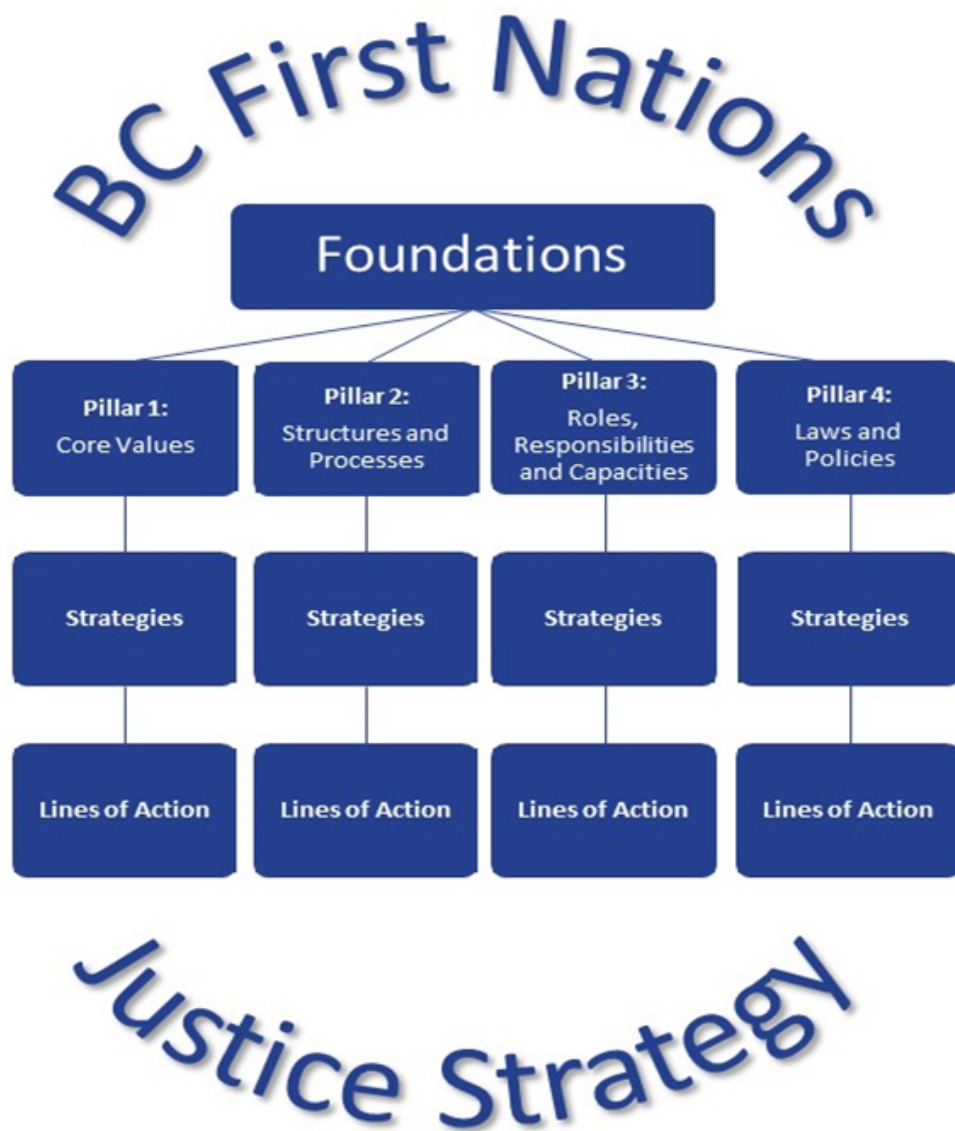 BC First Nations
Foundations
Pillar 1:
Core Values
Pillar 2:
Structures and
Processes
Pillar 3:
Roles,
Responsibilities
and Capacities
Pillar 4:
Laws and
Policies
Strategies
Strategies
Strategies
Strategies
Lines of Action
Lines of Action
Lines of Action
Lines of Action
Justice Strategy